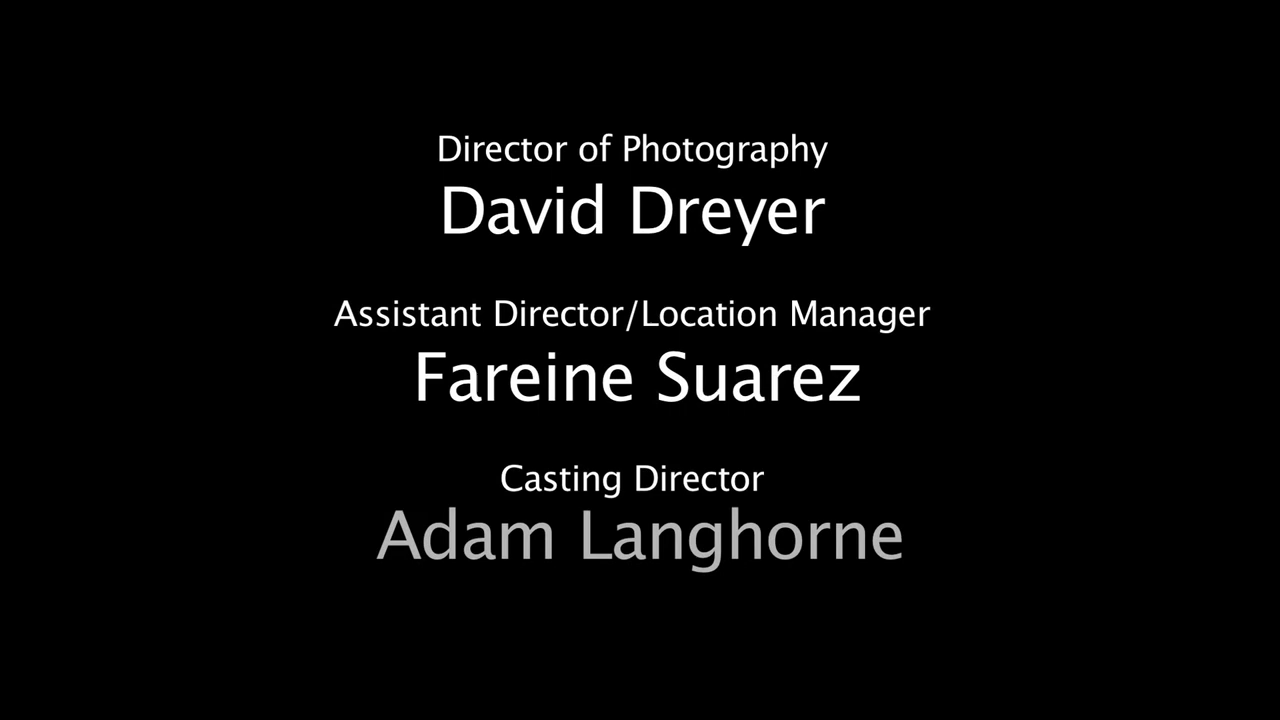 Director of Photography
David Dreyer
Assistant Director/Location Manager
Fareine Suarez
Casting Director
Adam Langhorne